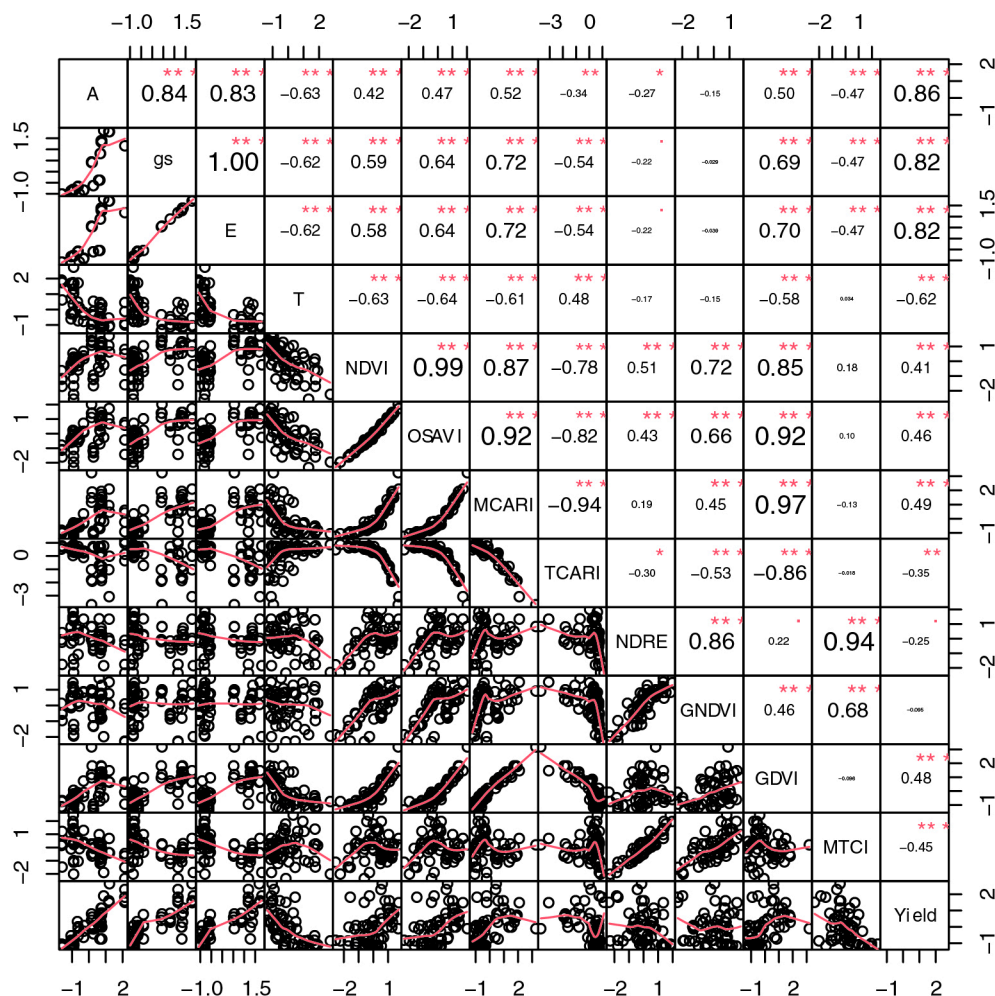 -1.0 1.5 -1 2 -2 1 -3 0 -2 1 -2 1
A ** * 0.84 ** * 0.83 ** * -0.63 ** * 0.42 ** * 0.47 ** * 0.52 ** -0.34 * -0.27 -0.15 ** * 0.50 ** * -0.47 ** * 0.86 -1 2
-1.0 1.5 gs ** * 1.00 ** * -0.62 ** * 0.59 ** * 0.64 ** * 0.72 ** * -0.54 . -0.22 -0.029 ** * 0.69 ** * -0.47 ** * 0.82
E ** * -0.62 ** * 0.58 ** * 0.64 ** * 0.72 ** * -0.54 . -0.22 ** * 0.70 ** * -0.47 ** * 0.82 -1.0 1.5
-1 2 T ** * -0.63 ** * -0.64 ** * -0.61 ** * 0.48 -0.17 -0.15 ** * -0.58 0.034 ** * -0.62
NDVI ** * 0.99 ** * 0.87 ** * -0.78 ** * 0.51 ** * 0.72 ** * 0.85 0.18 ** * 0.41 -2 1
-2 1 OSAVI ** * 0.92 ** * -0.82 ** * 0.43 ** * 0.66 ** * 0.92 0.10 ** * 0.46
MCARI ** * -0.94 0.19 ** * 0.45 ** * 0.97 -0.13 ** * 0.49 -1 2
-3 0 TCARI * -0.30 ** * -0.53 ** * -0.86 ** -0.35
NDRE ** * 0.86 . 0.22 ** * 0.94 . -0.25 -2 1
-2 1 GNDVI ** * 0.46 ** * 0.68
GDVI ** * 0.48 -1 2
-2 1 MTCI ** * -0.45
Yield -1 2
-1 2 -1.0 1.5 -2 1 -1 2 -2 1 -1 2 -1 2